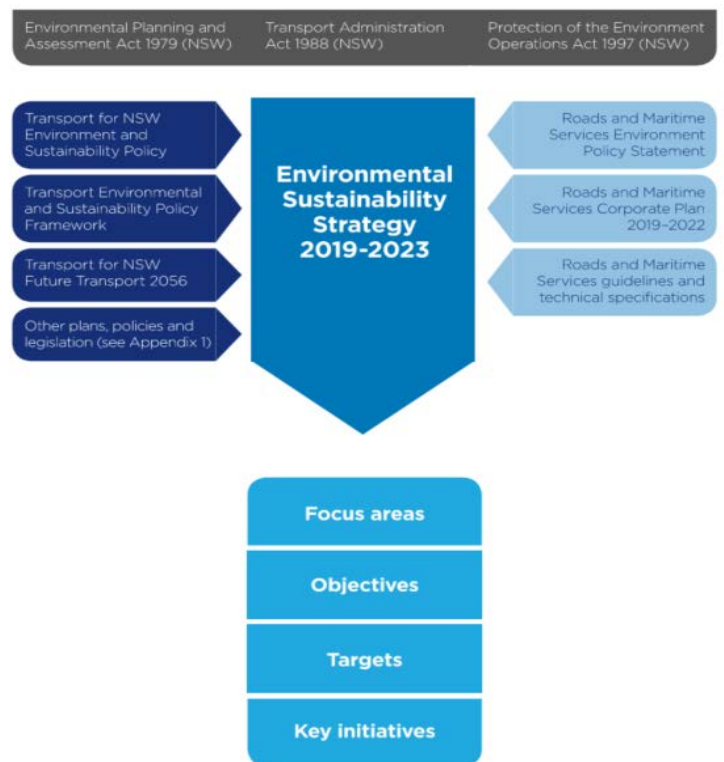 Environmental Planning and
Assessment Act 1979 (NSW)
Transport Administration
Act 1988 (NSW)
Protection of the Environment
Operations Act 1997 (NSW)
Transport for NSW
Environment and
Sustainability Policy
Transport Environmental
and Sustainability Policy
Framework
Transport for NSW
Future Transport 2056
Other plans, policies and
legislation (see Appendix 1)
Environmental
Sustainability
Strategy
2019-2023
Roads and Maritime
Services Environment
Policy Statement
Roads and Maritime
Services Corporate Plan
2019–2022
Roads and Maritime
Services guidelines and
technical specifications
Focus areas
Objectives
Targets
Key initiatives